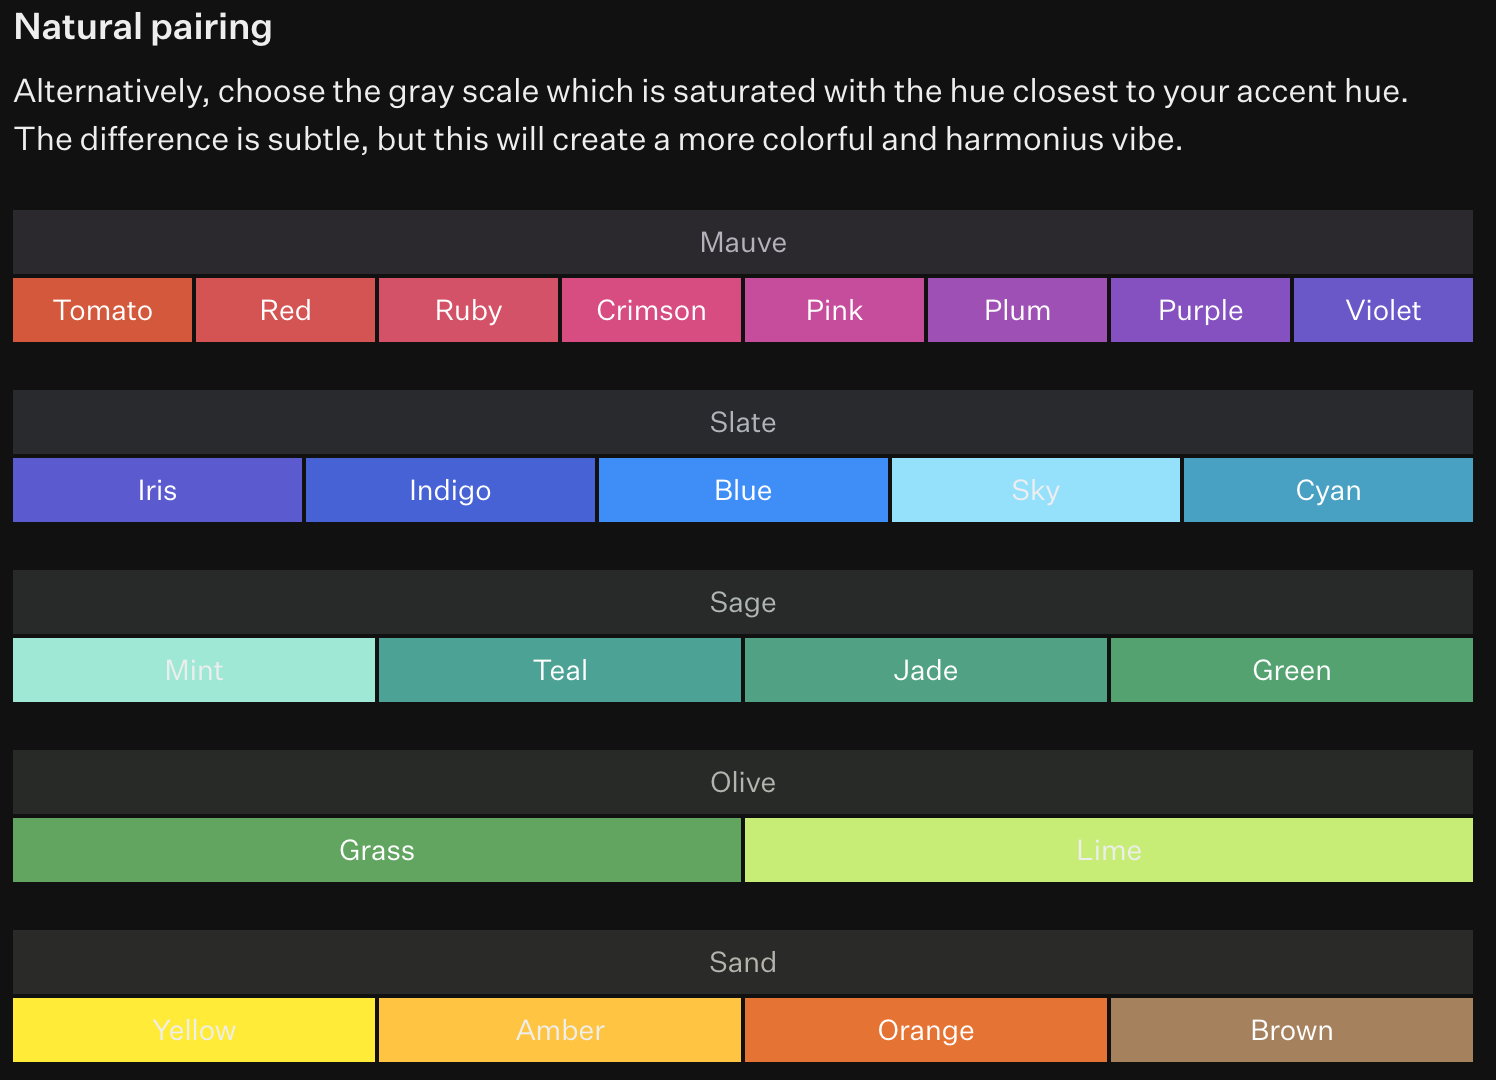 Natural pairing
Alternatively, choose the gray scale which is saturated with the hue closest to your accent hue.
The difference is subtle, but this will create a more colorful and harmonius vibe.
Mauve
Tomato Red Ruby Crimson Pink Plum Purple Violet
Slate
Iris Indigo Blue Sky Cyan
Sage
Mint Teal Jade Green
Olive
Grass Lime
Sand
Yellow Amber Orange Brown